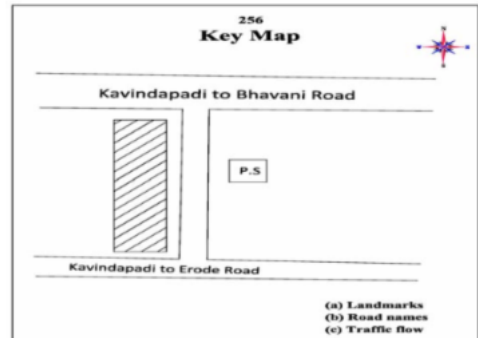 256
Key Map
N
S
Kavindapadi to Bhavani Road
P.S
Kavindapadi to Erode Road
(a) Landmarks
(b) Road names
(c) Traffic flow